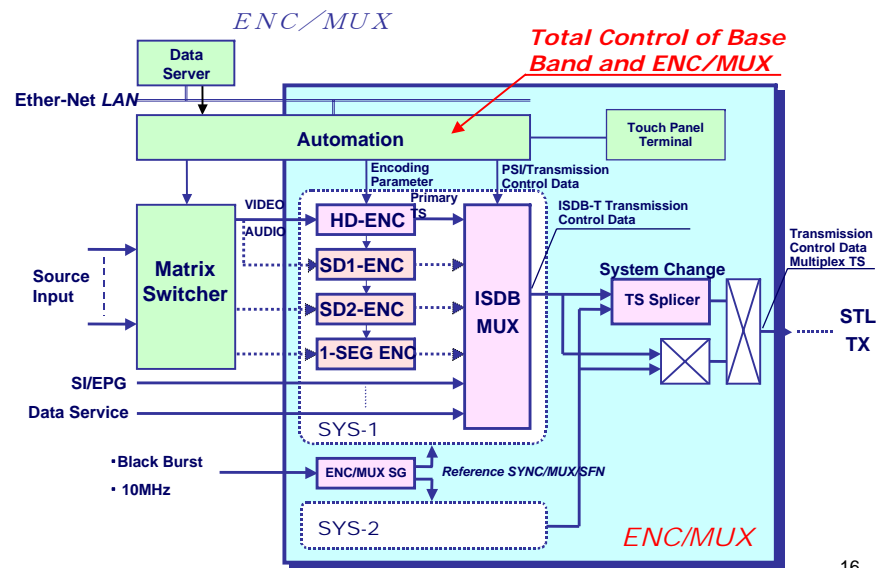 ENC/MUX
Total Control of Base
Band and ENC/MUX
Data
Server
Ether-Net LAN
Automation
Touch Panel
Terminal
Encoding
Parameter
PSI/Transmission
Control Data
VIDEO
AUDIO
Primary
TS
HD-ENC
SD1-ENC
SD2-ENC
1-SEG ENC
Matrix
Switcher
Source
Input
ISDB
MUX
ISDB-T Transmission
Control Data
System Change
TS Splicer
Transmission
Control Data
Multiplex TS
STL
TX
SI/EPG
Data Service
SYS-1
・Black Burst
・10MHz
ENC/MUX SG
Reference SYNC/MUX/SFN
SYS-2
ENC/MUX
16